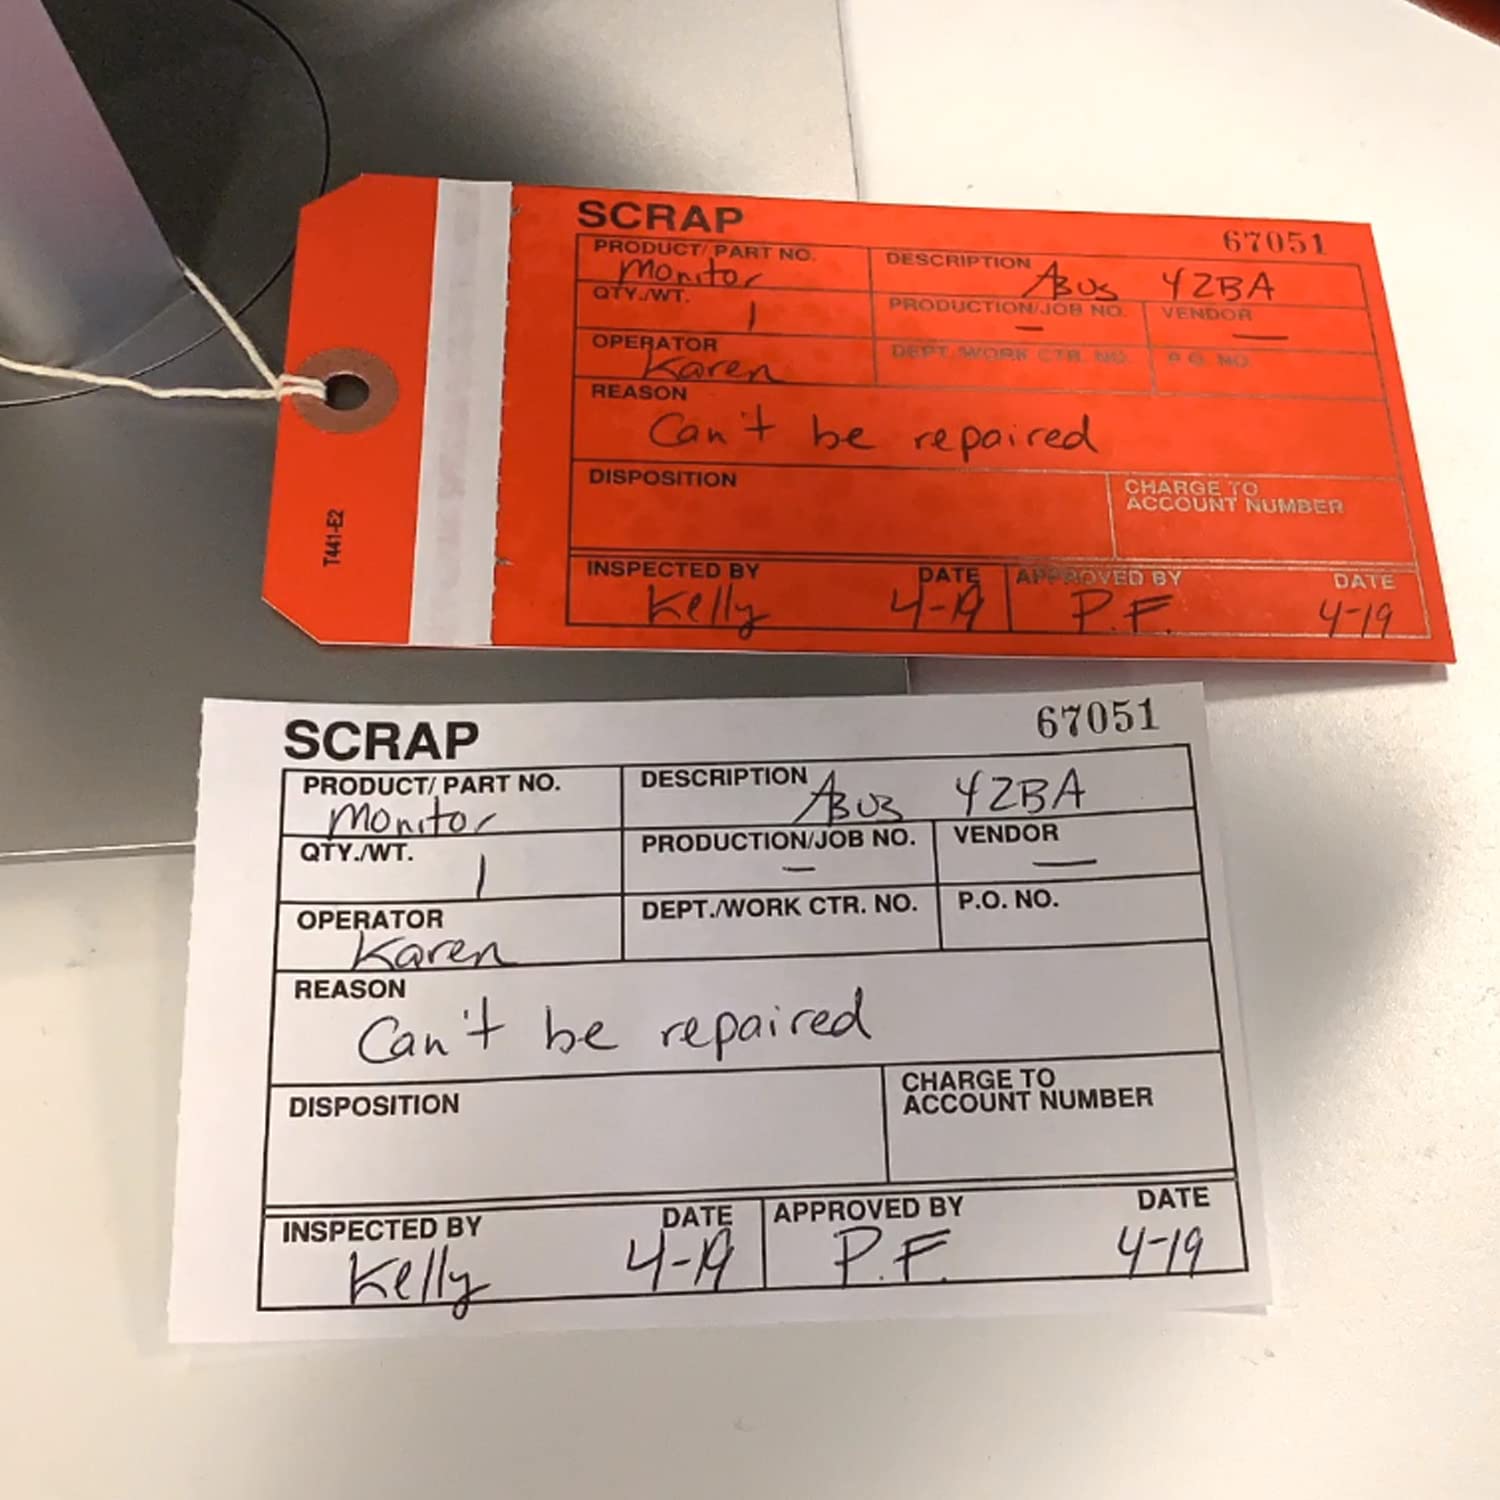 SCRAP
67051
PRODUCT/ PART NO.
Monitor
DESCRIPTION
Abus 4ZBA
QTY./WT.
1
PRODUCTION/JOB NO.
—
VENDOR
—
OPERATOR
Karen
DEPT./WORK CTR. NO.
P.O. NO.
REASON
Can't be repaired
DISPOSITION
CHARGE TO
ACCOUNT NUMBER
INSPECTED BY
Kelly
DATE
4-19
APPROVED BY
P.F.
DATE
4-19
T441-E2
SCRAP
67051
PRODUCT/ PART NO.
Monitor
DESCRIPTION
Abus 4ZBA
QTY./WT.
1
PRODUCTION/JOB NO.
—
VENDOR
—
OPERATOR
Karen
DEPT./WORK CTR. NO.
P.O. NO.
REASON
Can't be repaired
DISPOSITION
CHARGE TO
ACCOUNT NUMBER
INSPECTED BY
Kelly
DATE
4-19
APPROVED BY
P.F.
DATE
4-19